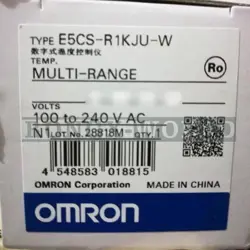 TYPE E5CS-R1KJU-W
数字式温度控制仪
TEMP.
MULTI-RANGE
Ro
VOLTS
100 to 240 V AC
N1 LOT No. 28818M QTY. 1
4 548583 018815
OMRON Corporation MADE IN CHINA
OMRON